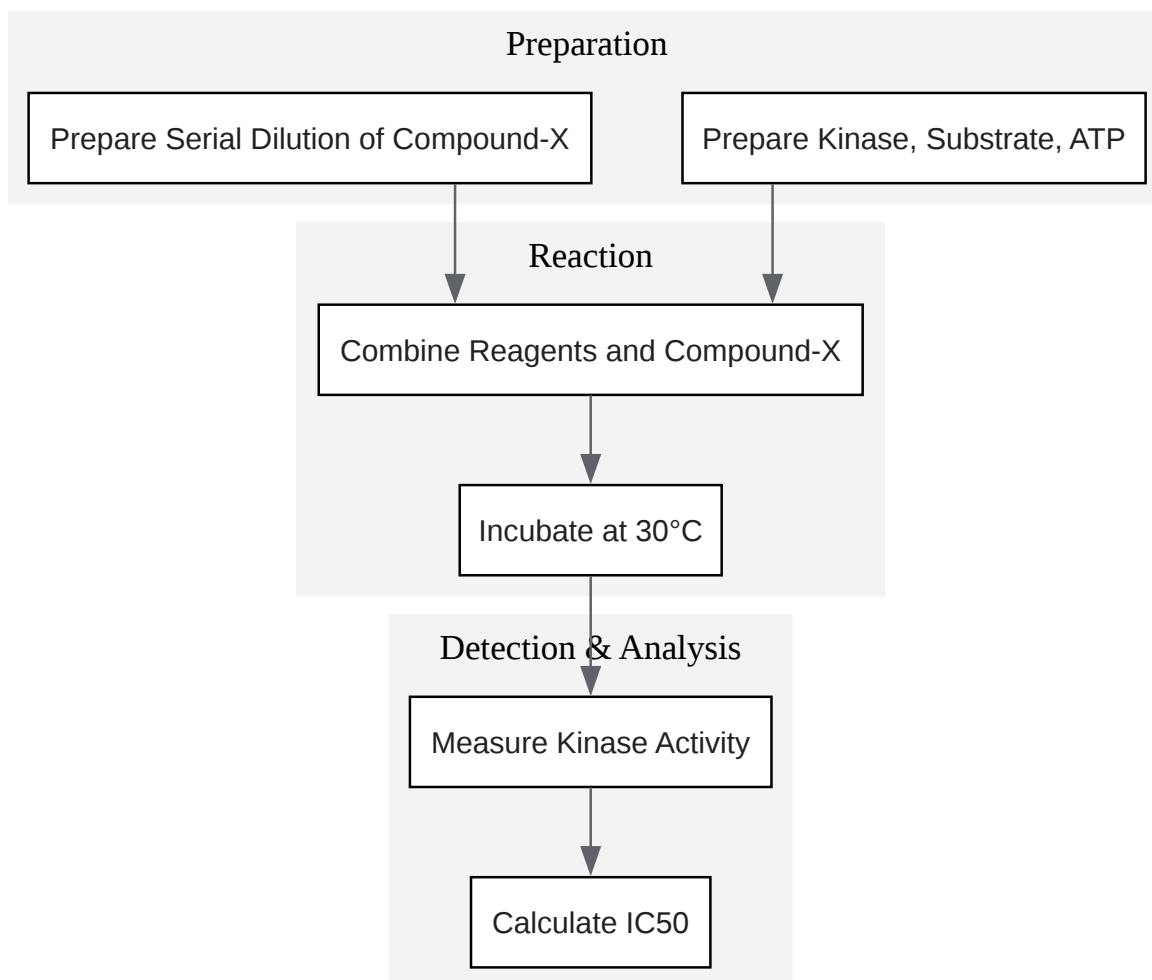 Preparation
Prepare Serial Dilution of Compound-X
Prepare Kinase, Substrate, ATP
Reaction
Combine Reagents and Compound-X
Incubate at 30°C
Detection & Analysis
Measure Kinase Activity
Calculate IC50